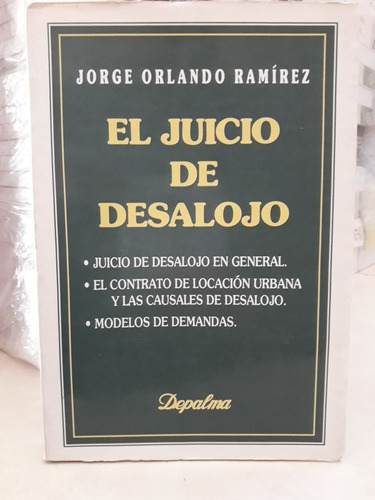 JORGE ORLANDO RAMÍREZ
EL JUICIO
DE
DESALOJO
• JUICIO DE DESALOJO EN GENERAL.
• EL CONTRATO DE LOCACIÓN URBANA
Y LAS CAUSALES DE DESALOJO.
• MODELOS DE DEMANDAS.
Depalma